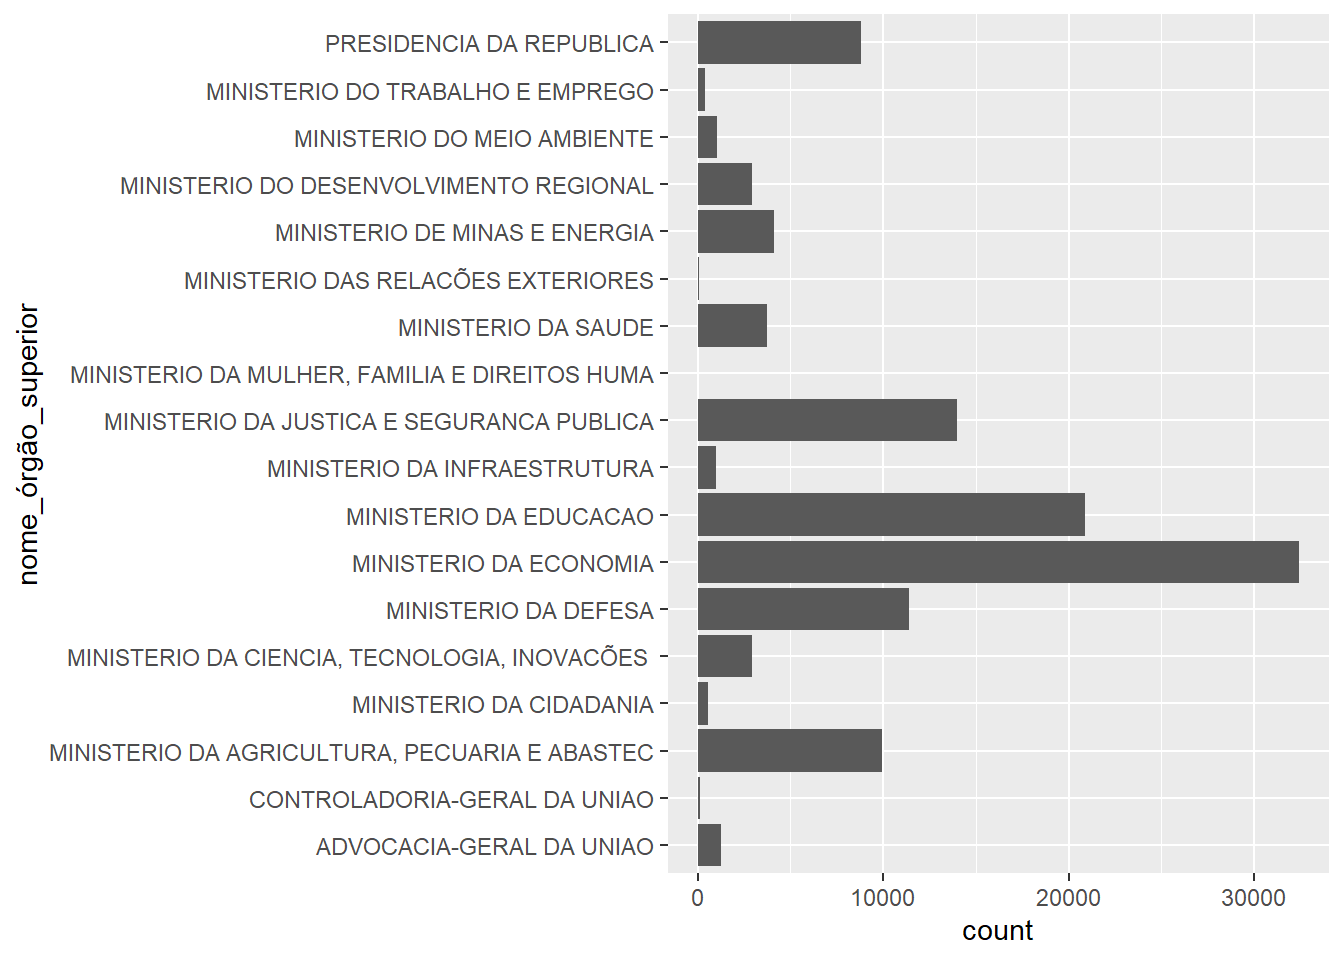 PRESIDENCIA DA REPUBLICA
MINISTERIO DO TRABALHO E EMPREGO
MINISTERIO DO MEIO AMBIENTE
MINISTERIO DO DESENVOLVIMENTO REGIONAL
MINISTERIO DE MINAS E ENERGIA
MINISTERIO DAS RELACÕES EXTERIORES
MINISTERIO DA SAUDE
MINISTERIO DA MULHER, FAMILIA E DIREITOS HUMA
MINISTERIO DA JUSTICA E SEGURANCA PUBLICA
MINISTERIO DA INFRAESTRUTURA
MINISTERIO DA EDUCACAO
MINISTERIO DA ECONOMIA
MINISTERIO DA DEFESA
MINISTERIO DA CIENCIA, TECNOLOGIA, INOVACÕES
MINISTERIO DA CIDADANIA
MINISTERIO DA AGRICULTURA, PECUARIA E ABASTEC
CONTROLADORIA-GERAL DA UNIAO
ADVOCACIA-GERAL DA UNIAO
nome_órgão_superior
0 10000 20000 30000
count